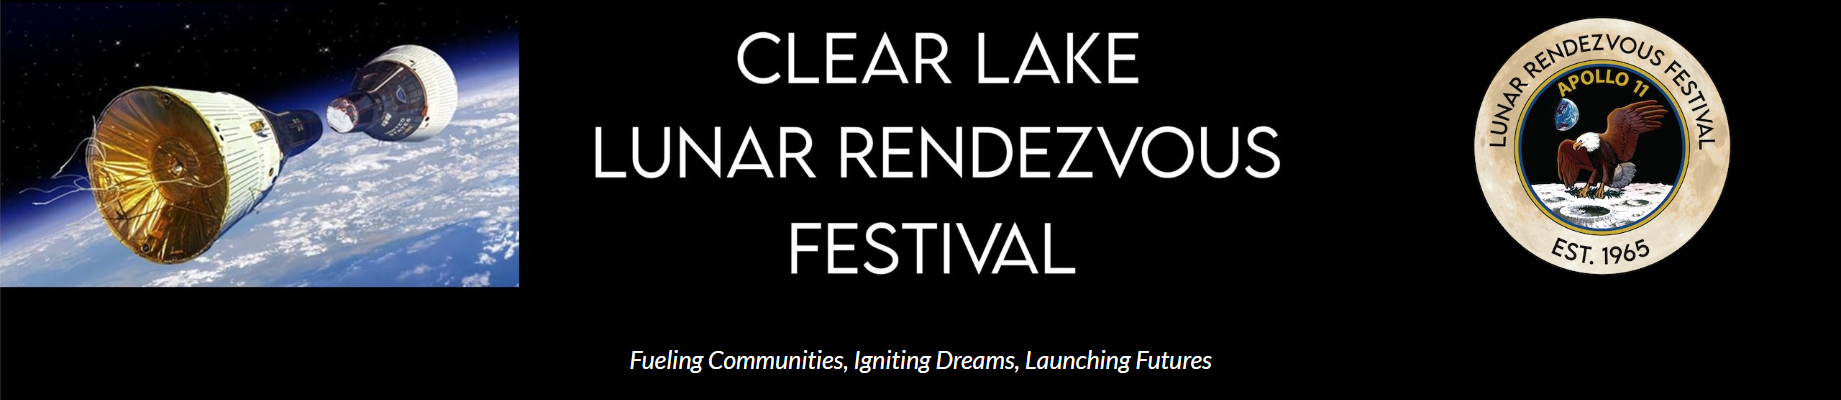 CLEAR LAKE
LUNAR RENDEZVOUS
FESTIVAL
Fueling Communities, Igniting Dreams, Launching Futures
LUNAR RENDEZVOUS FESTIVAL
APOLLO 11
EST. 1965